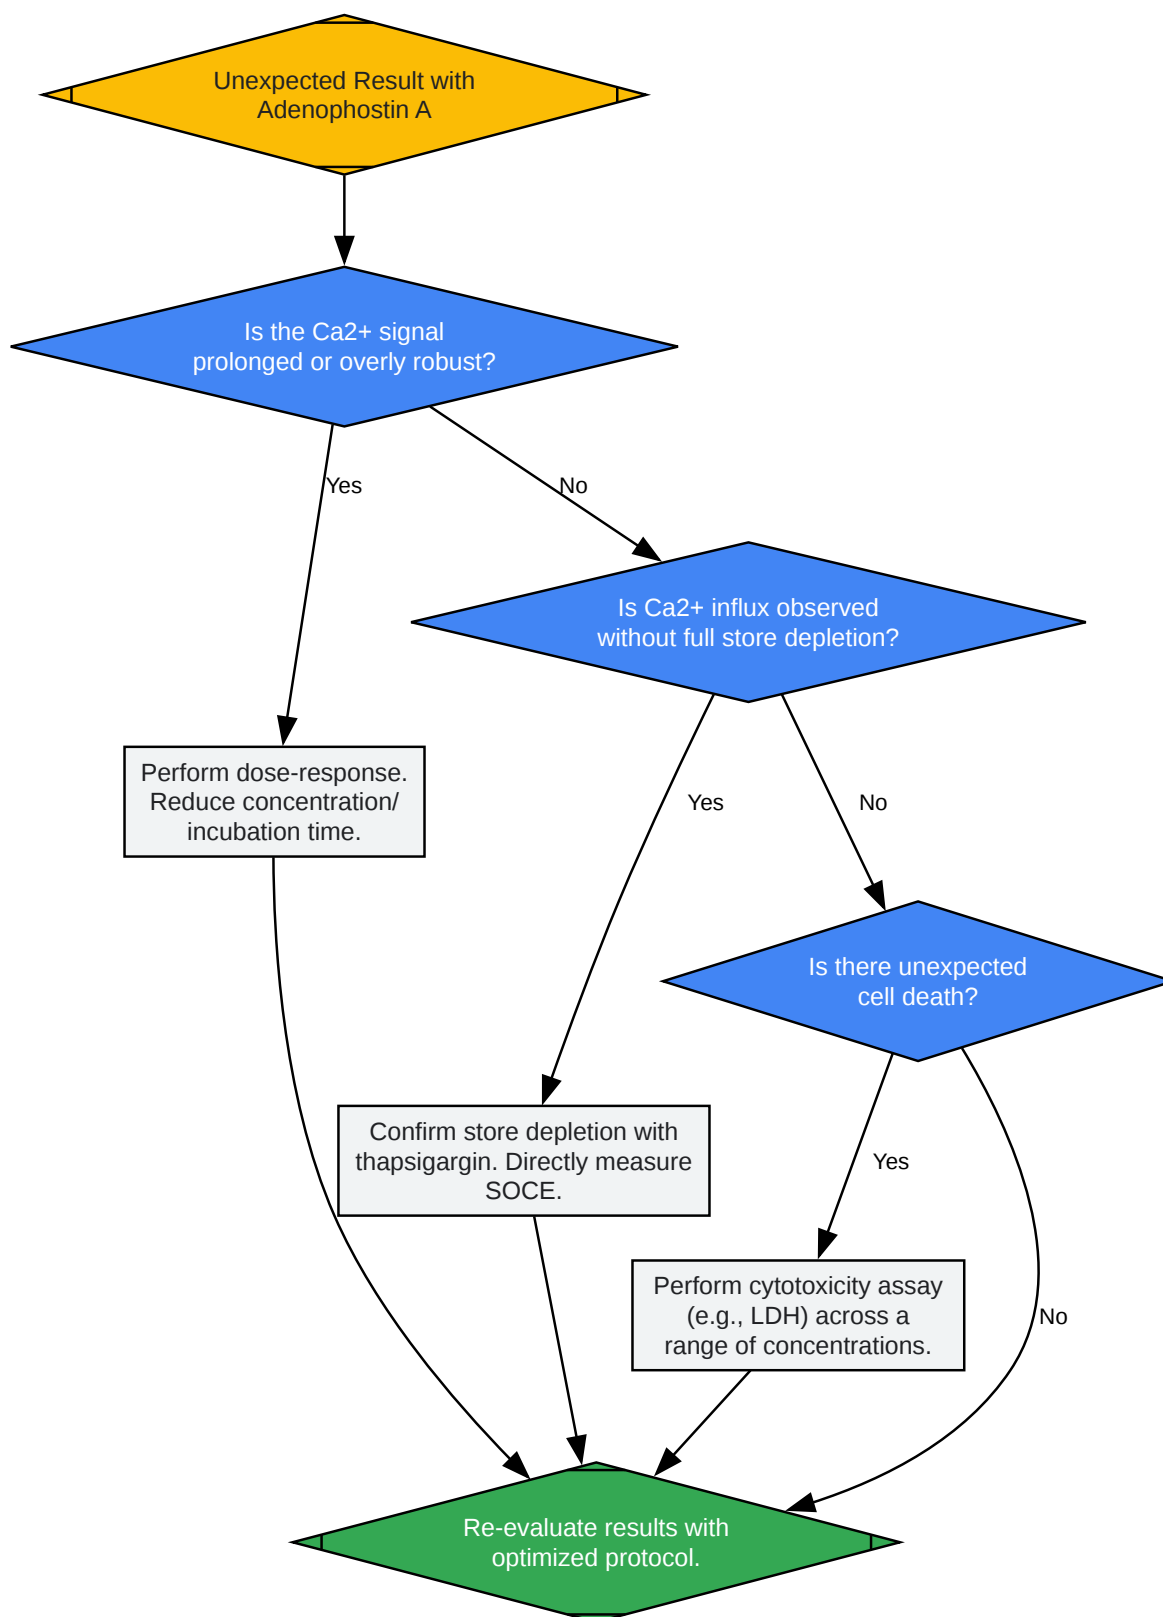 Unexpected Result with
Adenophostin A
Is the Ca2+ signal
prolonged or overly robust?
Yes
No
Is Ca2+ influx observed
without full store depletion?
Perform dose-response.
Reduce concentration/
incubation time.
Yes
No
Is there unexpected
cell death?
Confirm store depletion with
thapsigargin. Directly measure
SOCE.
Yes
Perform cytotoxicity assay
(e.g., LDH) across a
range of concentrations.
No
Re-evaluate results with
optimized protocol.